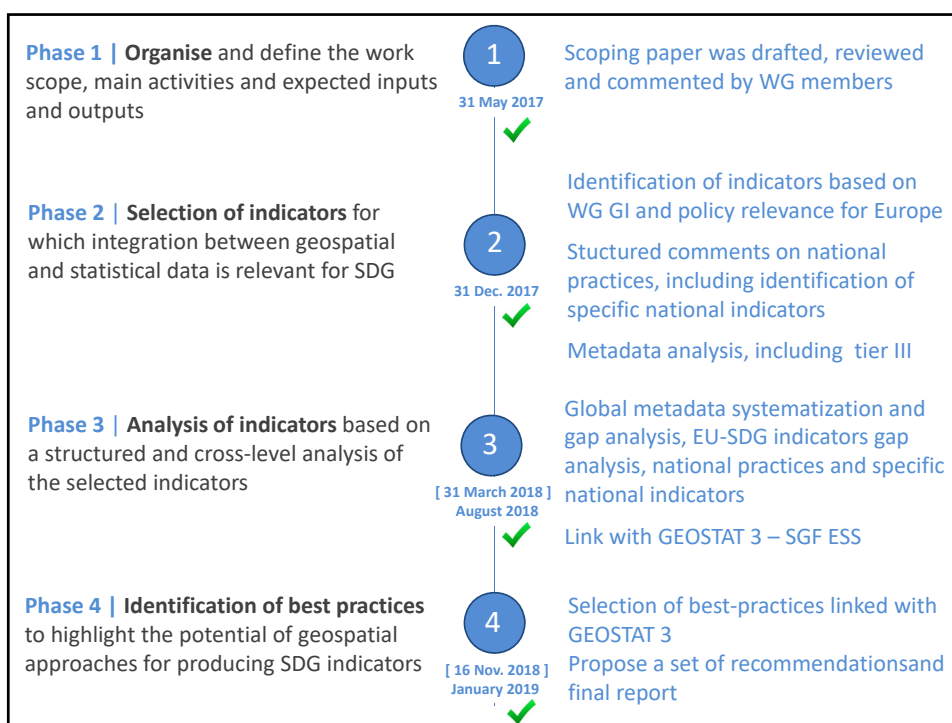 Phase 1 | Organise and define the work
scope, main activities and expected inputs
and outputs
1
31 May 2017
Scoping paper was drafted, reviewed
and commented by WG members
Phase 2 | Selection of indicators for
which integration between geospatial
and statistical data is relevant for SDG
2
31 Dec. 2017
Identification of indicators based on
WG GI and policy relevance for Europe
Stuctured comments on national
practices, including identification of
specific national indicators
Metadata analysis, including tier III
Phase 3 | Analysis of indicators based on
a structured and cross-level analysis of
the selected indicators
3
[ 31 March 2018 ]
August 2018
Global metadata systematization and
gap analysis, EU-SDG indicators gap
analysis, national practices and specific
national indicators
Link with GEOSTAT 3 – SGF ESS
Phase 4 | Identification of best practices
to highlight the potential of geospatial
approaches for producing SDG indicators
4
[ 16 Nov. 2018 ]
January 2019
Selection of best-practices linked with
GEOSTAT 3
Propose a set of recommendationsand
final report